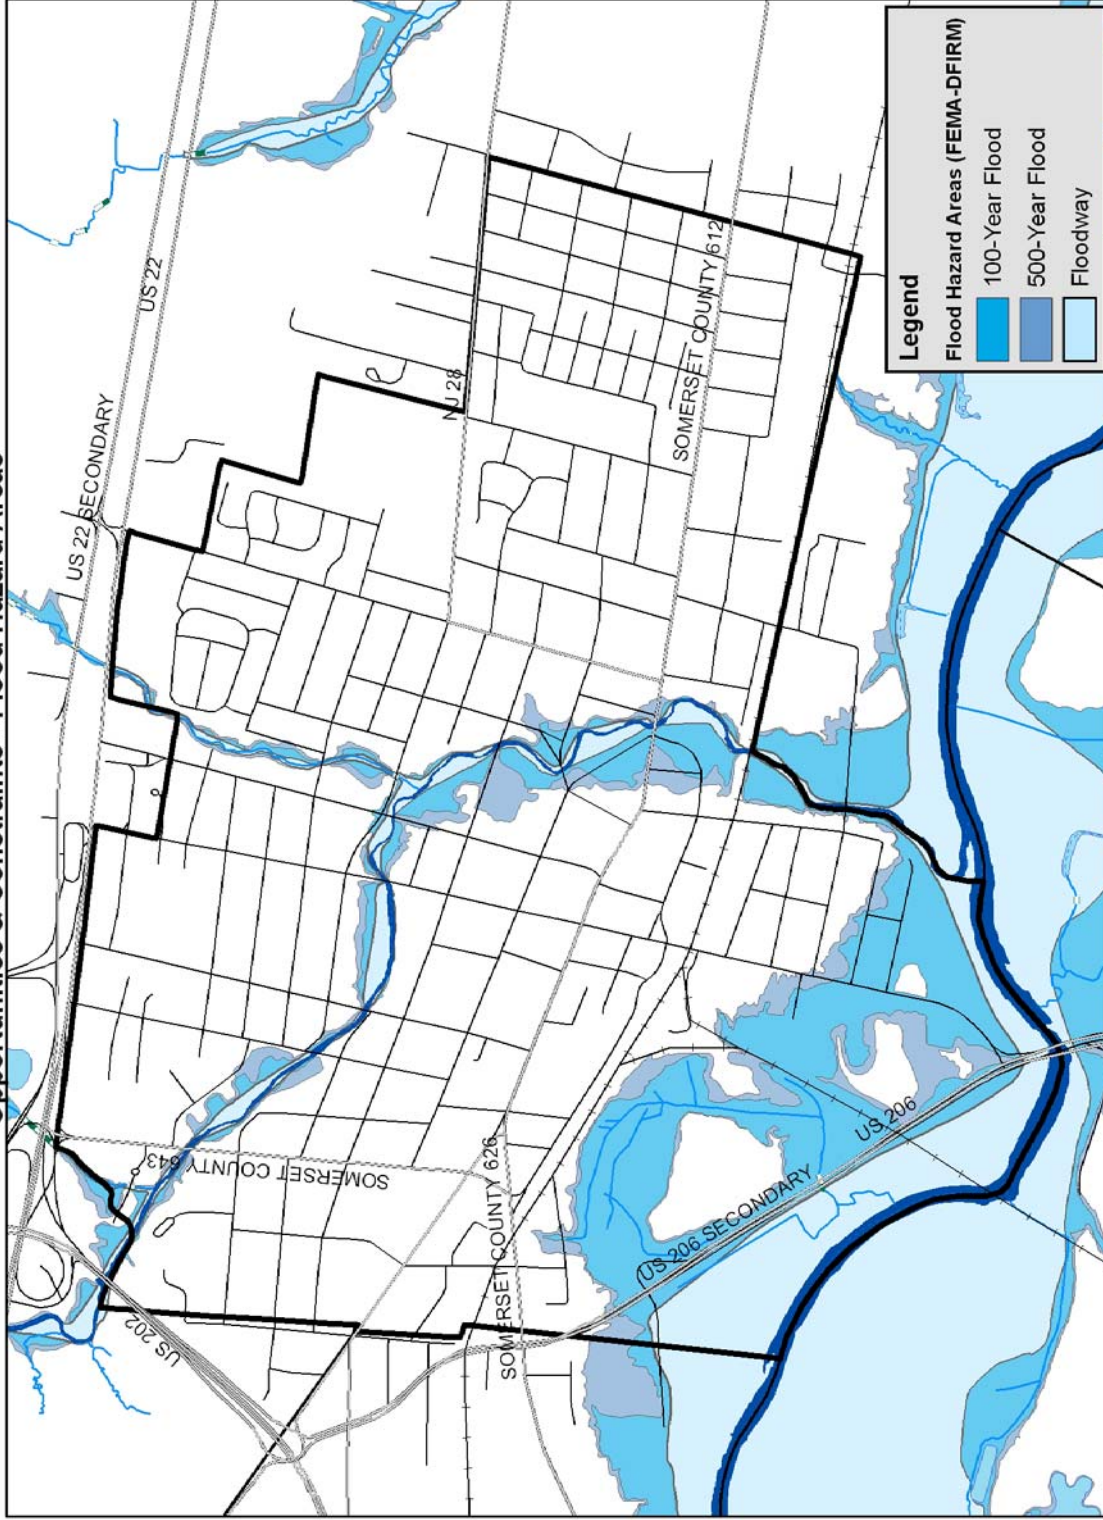 US 22 SECONDARY
US 22
NJ 28
SOMERSET COUNTY 612
SOMERSET COUNTY 643
US 202
SOMERSET COUNTY 626
US 206 SECONDARY
US 206
Legend
Flood Hazard Areas (FEMA-DFIRM)
100-Year Flood
500-Year Flood
Floodway